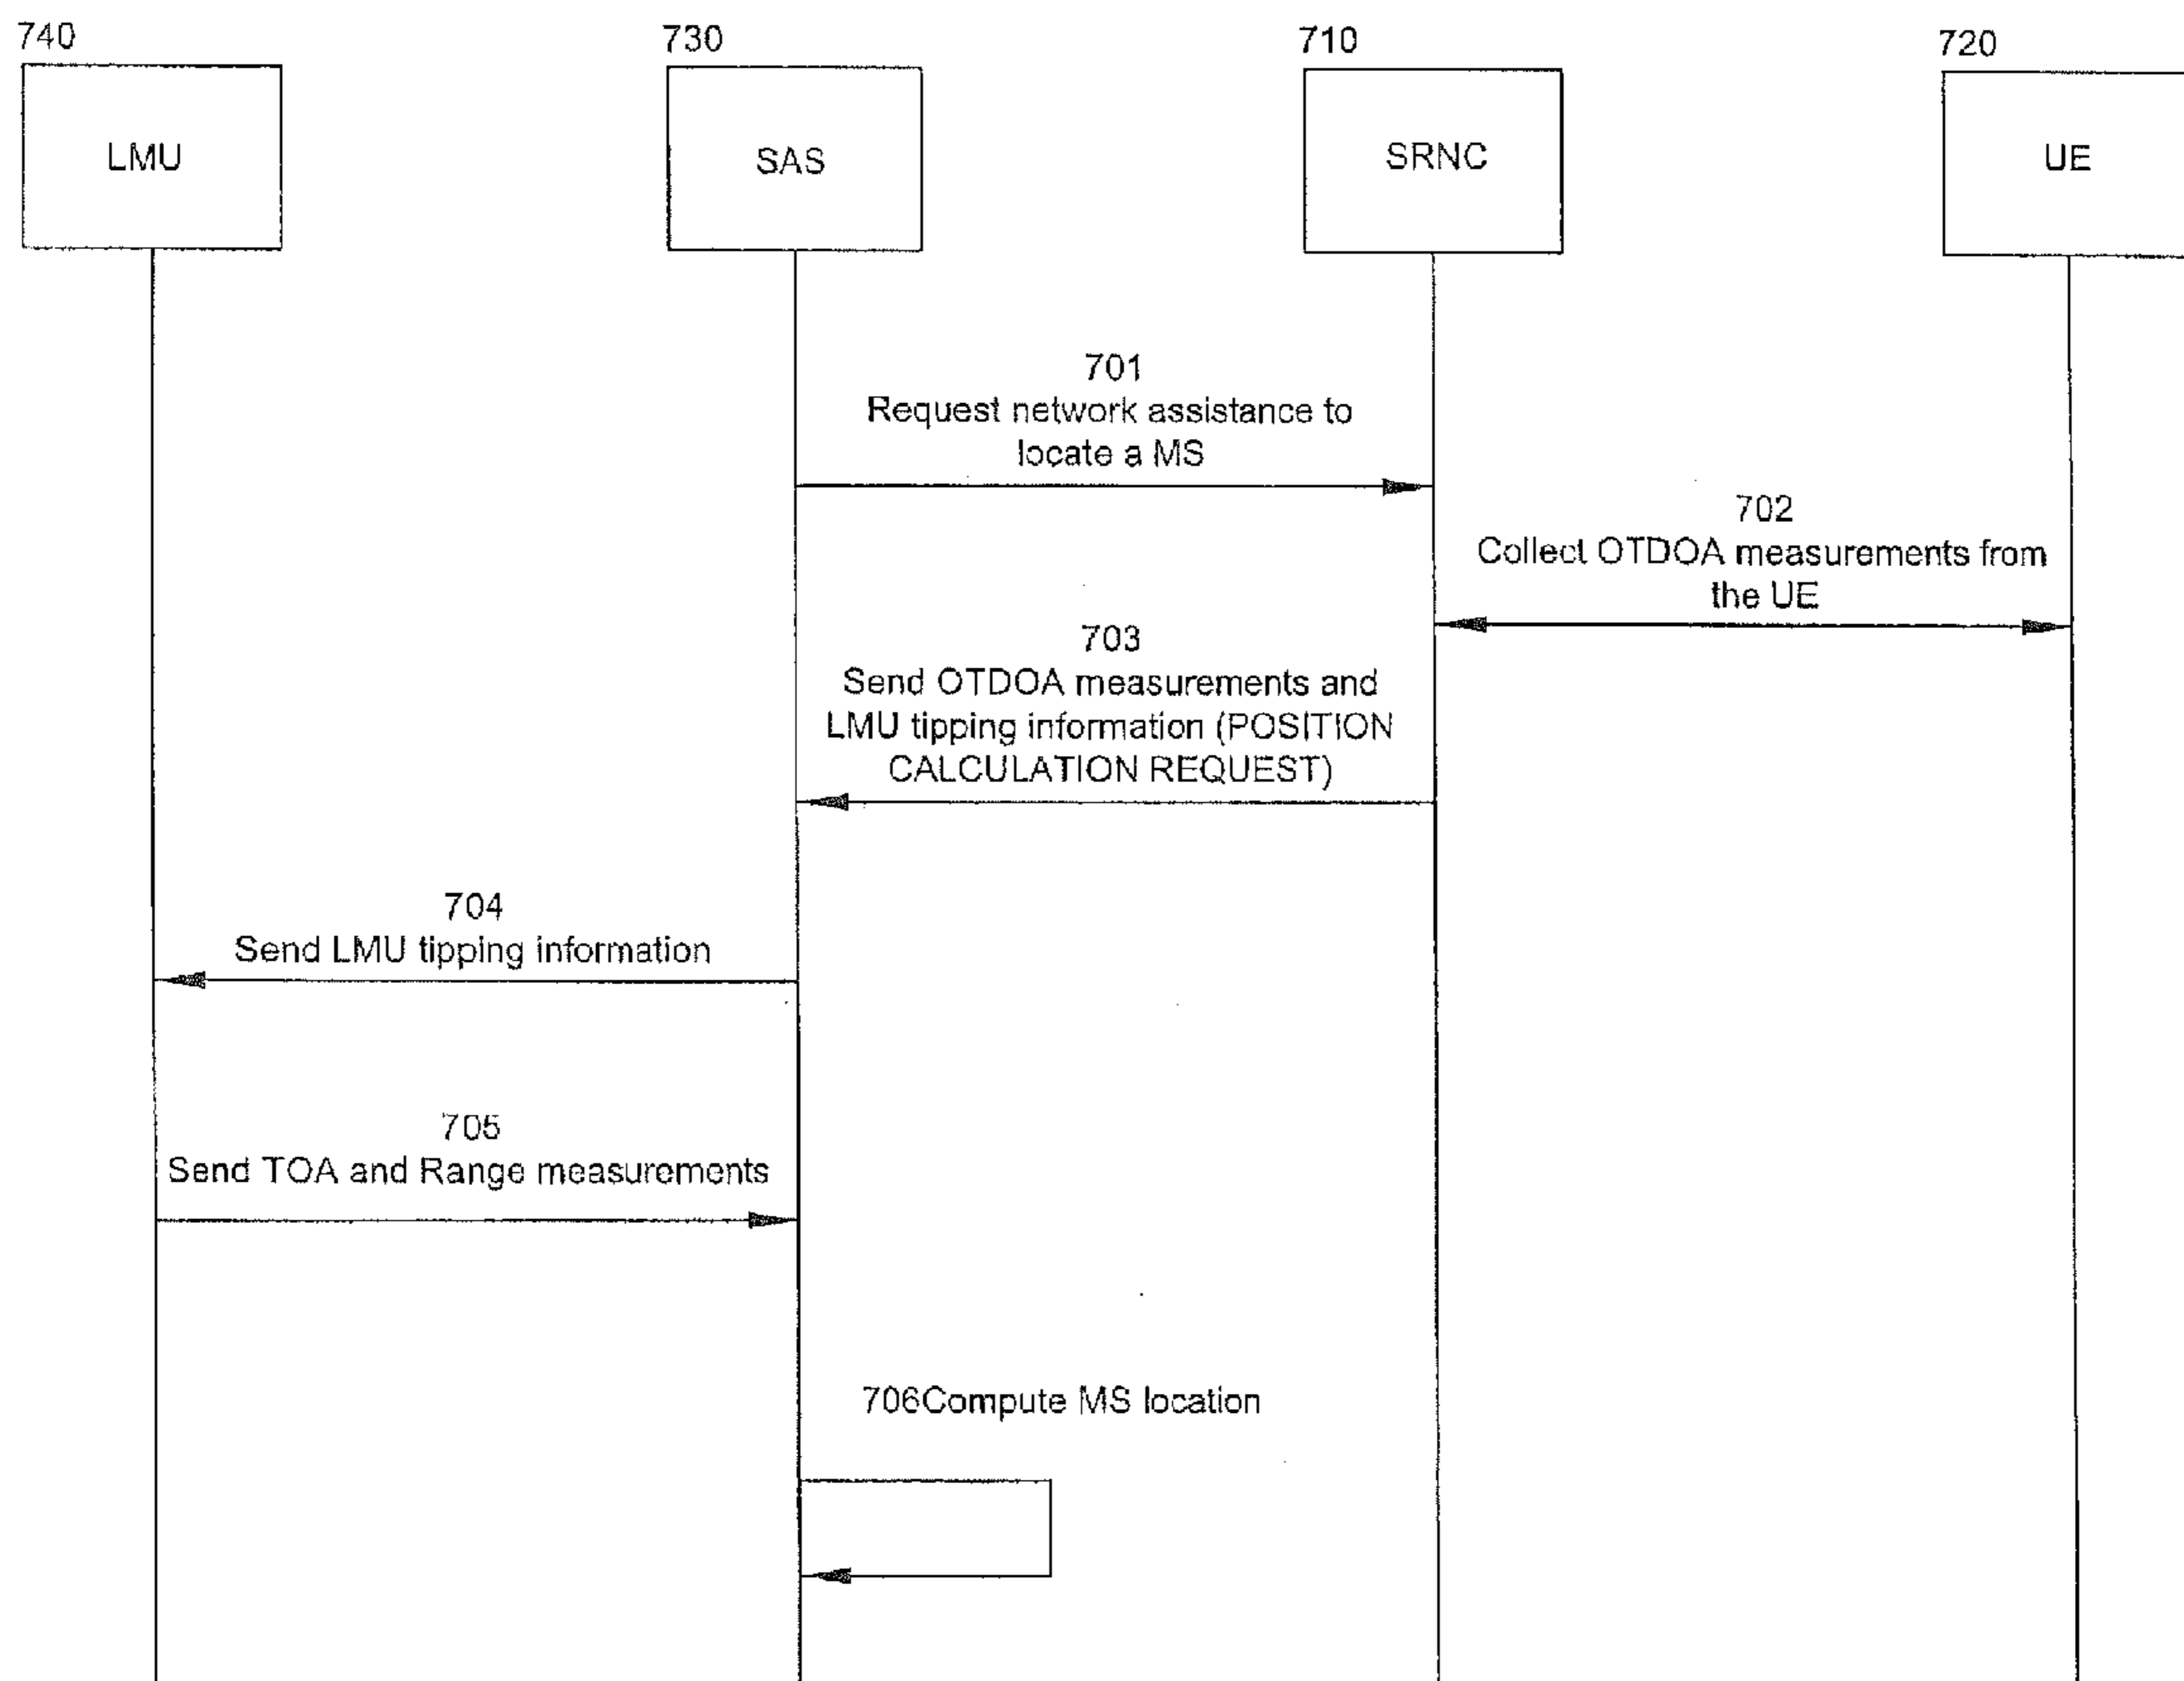 740
730
710
720
LMU
SAS
SRNC
UE
701
Request network assistance to
locate a MS
702
Collect OTDOA measurements from
the UE
703
Send OTDOA measurements and
LMU tipping information (POSITION
CALCULATION REQUEST)
704
Send LMU tipping information
705
Send TOA and Range measurements
706Compute MS location